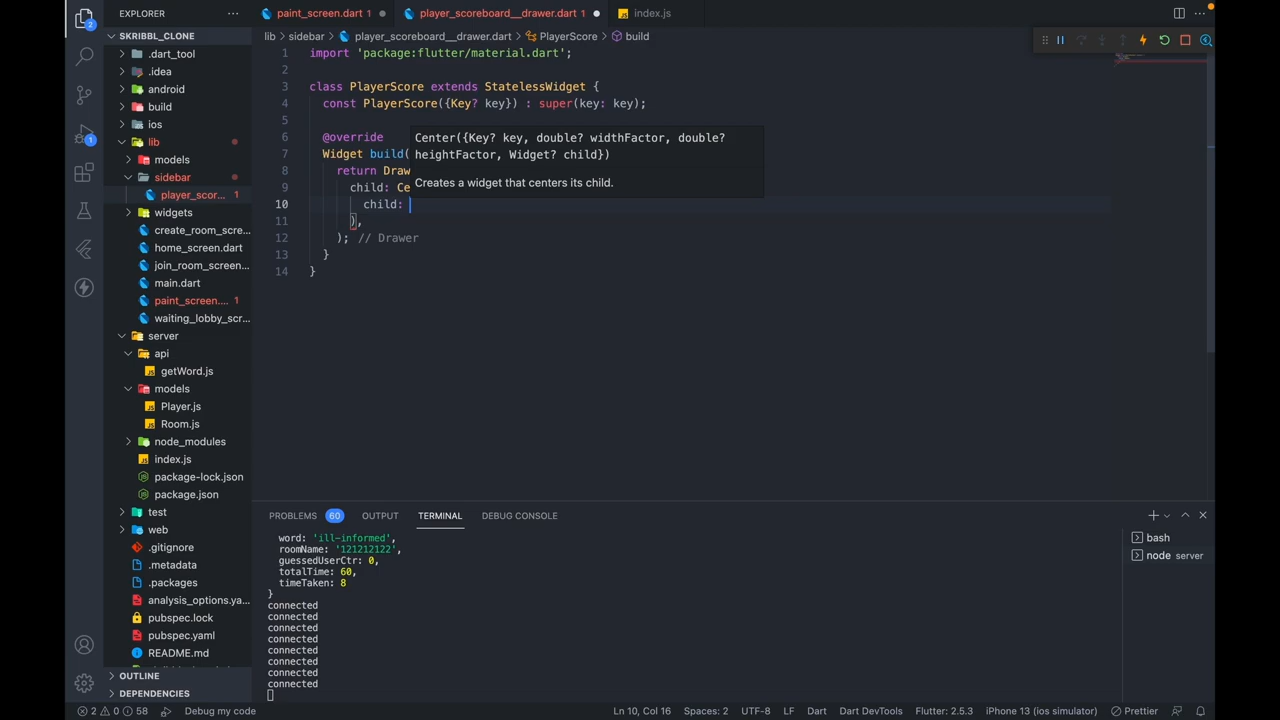 EXPLORER
paint_screen.dart 1
player_scoreboard__drawer.dart 1
index.js
SKRIBBL_CLONE
lib
sidebar
player_scoreboard__drawer.dart
PlayerScore
build
.dart_tool
.idea
android
build
ios
lib
models
sidebar
player_scor... 1
widgets
create_room_scre...
home_screen.dart
join_room_screen...
main.dart
paint_screen.... 1
waiting_lobby_scr...
server
api
getWord.js
models
Player.js
Room.js
node_modules
index.js
package-lock.json
package.json
test
web
.gitignore
.metadata
.packages
analysis_options.ya...
pubspec.lock
pubspec.yaml
README.md
OUTLINE
DEPENDENCIES
2
1
1 import 'package:flutter/material.dart';
2
3 class PlayerScore extends StatelessWidget {
4 const PlayerScore({Key? key}) : super(key: key);
5
6 @override
7 Widget build(
8 return Draw
9 child: Ce
10 child:
11 ),
12 ); // Drawer
13 }
14 }
Center({Key? key, double? widthFactor, double?
heightFactor, Widget? child})
Creates a widget that centers its child.
PROBLEMS 60 OUTPUT TERMINAL DEBUG CONSOLE
word: 'ill-informed',
roomName: '121212122',
guessedUserCtr: 0,
totalTime: 60,
timeTaken: 8
}
connected
connected
connected
connected
connected
connected
connected
connected
bash
node server
2 0 58 Debug my code
Ln 10, Col 16 Spaces: 2 UTF-8 LF Dart Dart DevTools Flutter: 2.5.3 iPhone 13 (ios simulator) Prettier